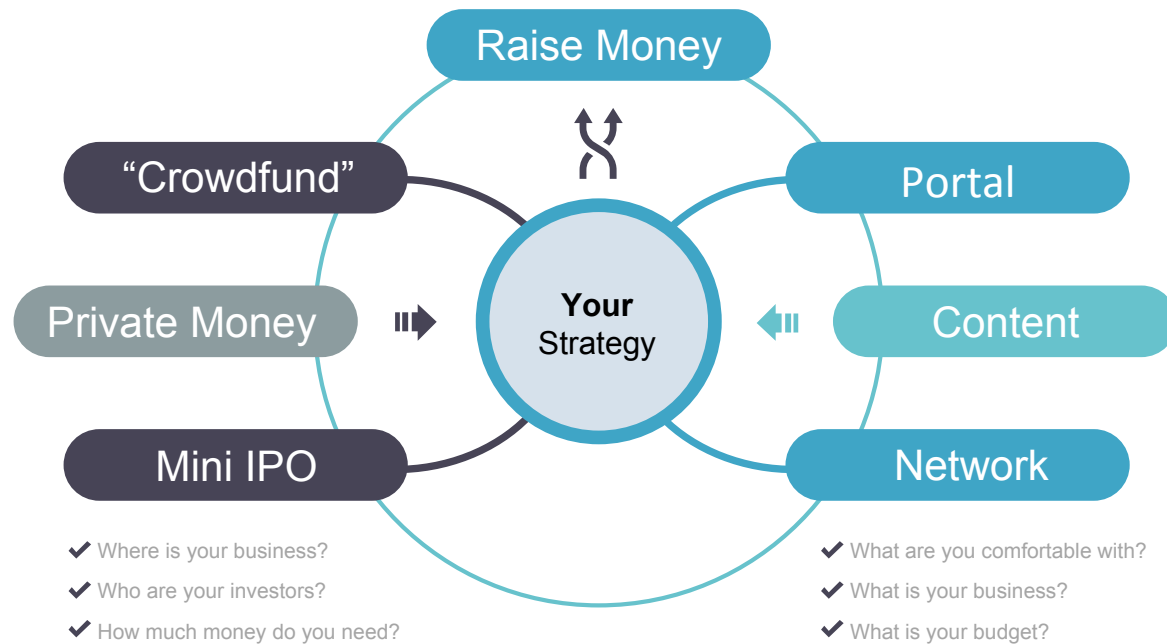 Raise Money
“Crowdfund”
Portal
Private Money
Your
Strategy
Content
Mini IPO
Network
Where is your business?
Who are your investors?
How much money do you need?
What are you comfortable with?
What is your business?
What is your budget?